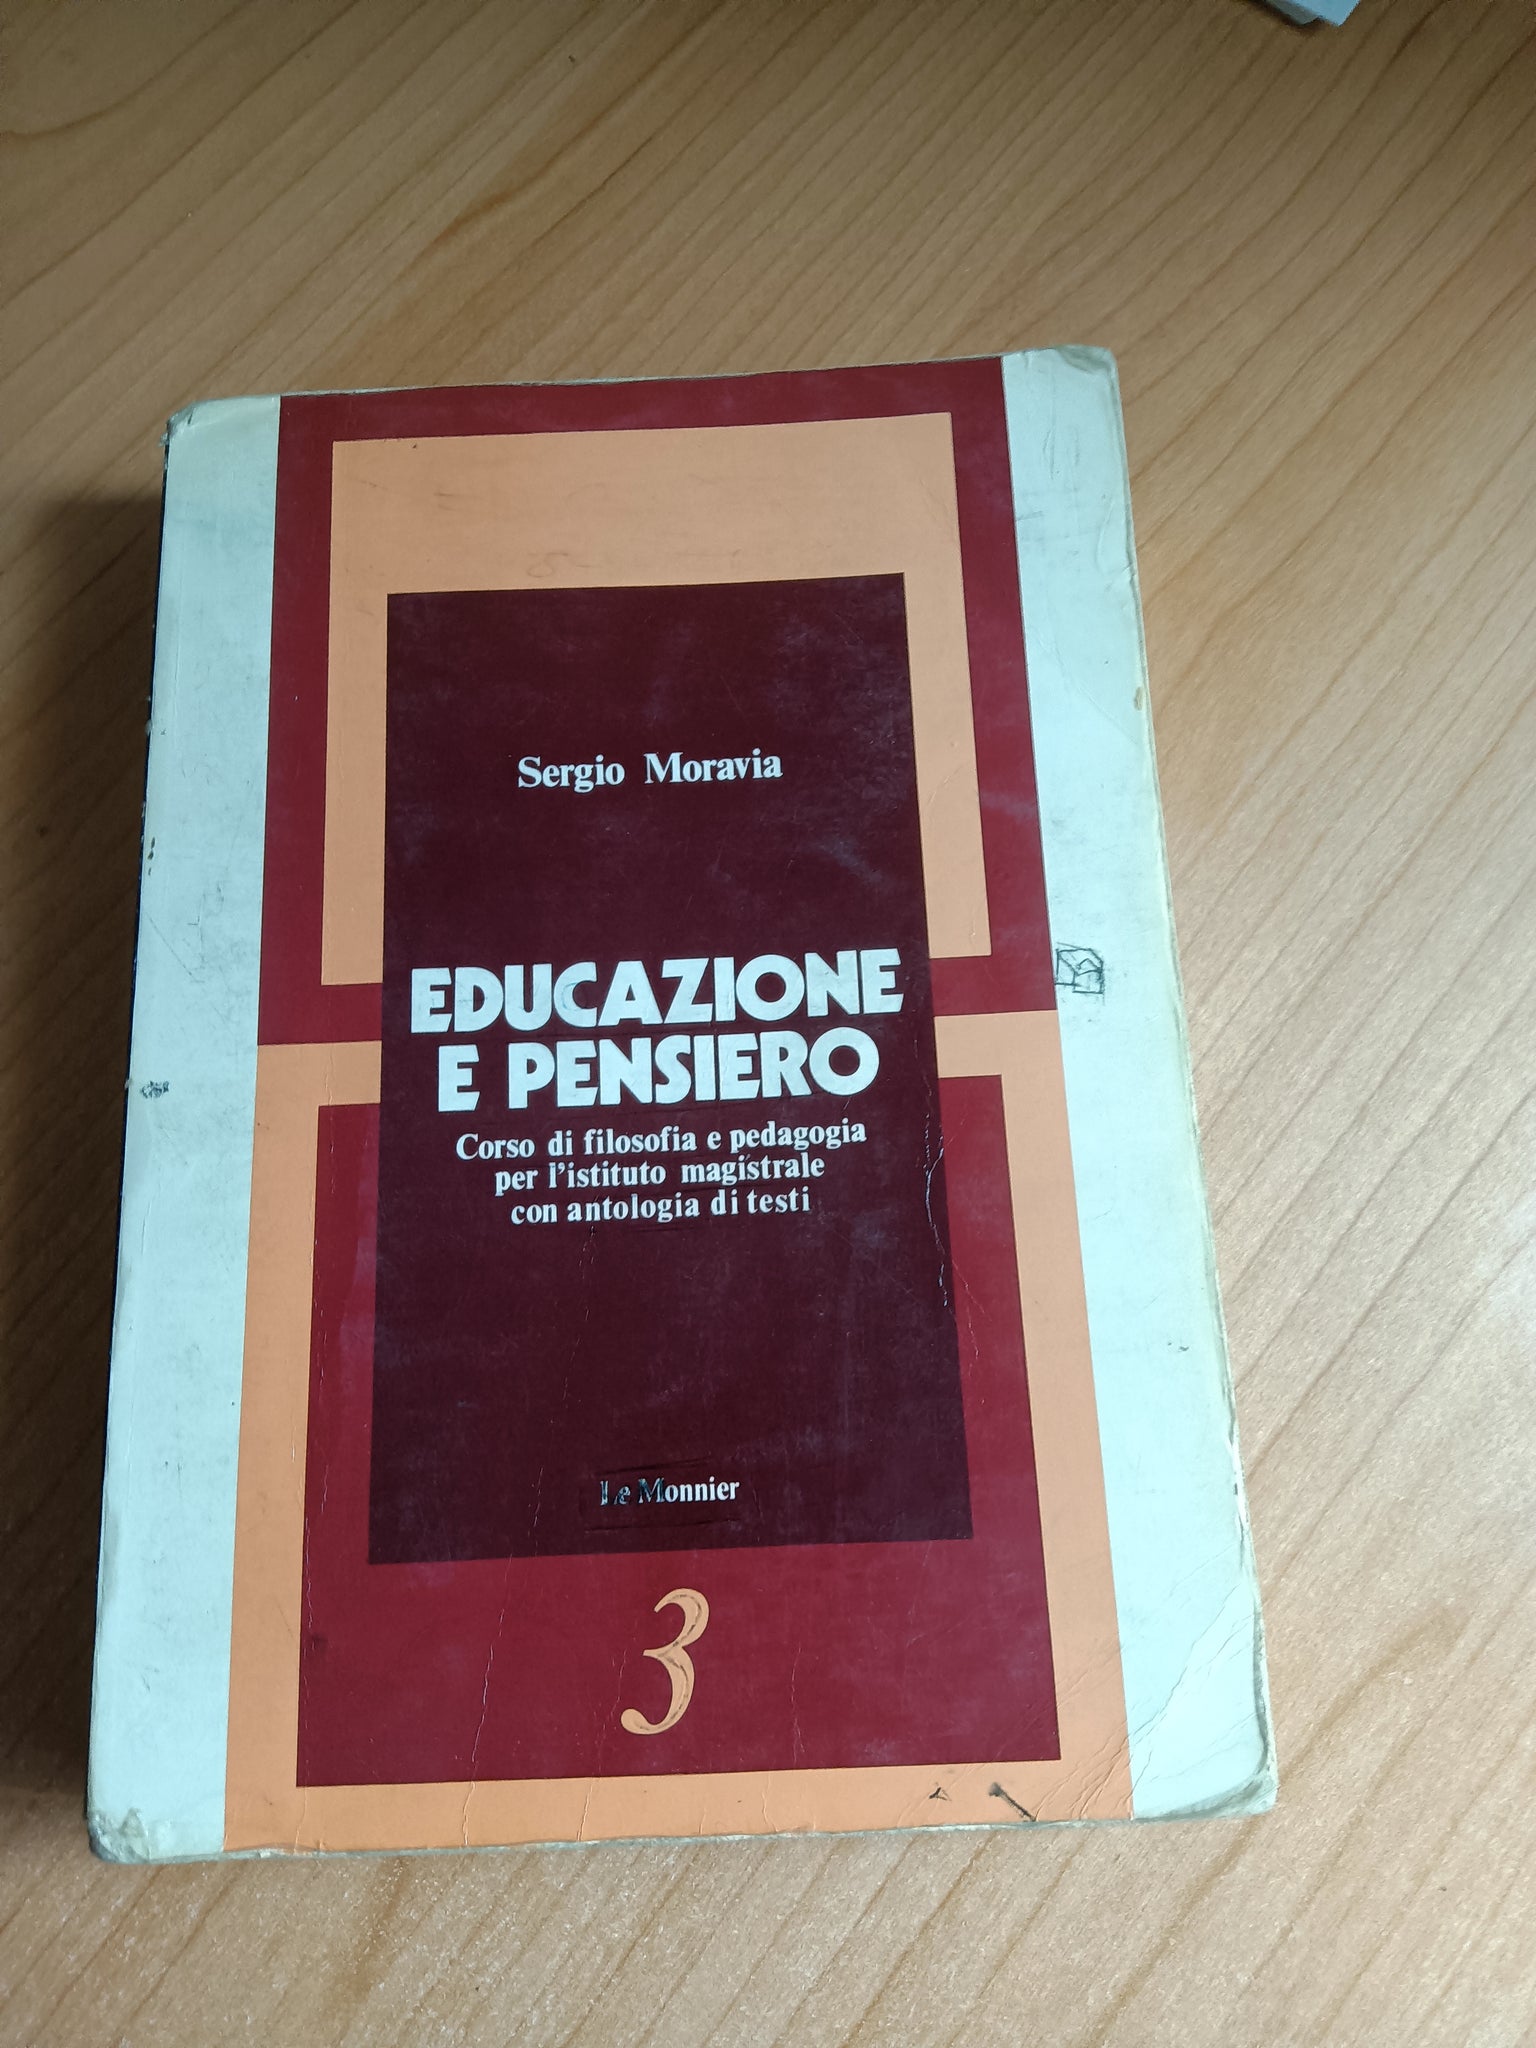 Sergio Moravia
EDUCAZIONE
E PENSIERO
Corso di filosofia e pedagogia
per l'istituto magistrale
con antologia di testi
Le Monnier
3